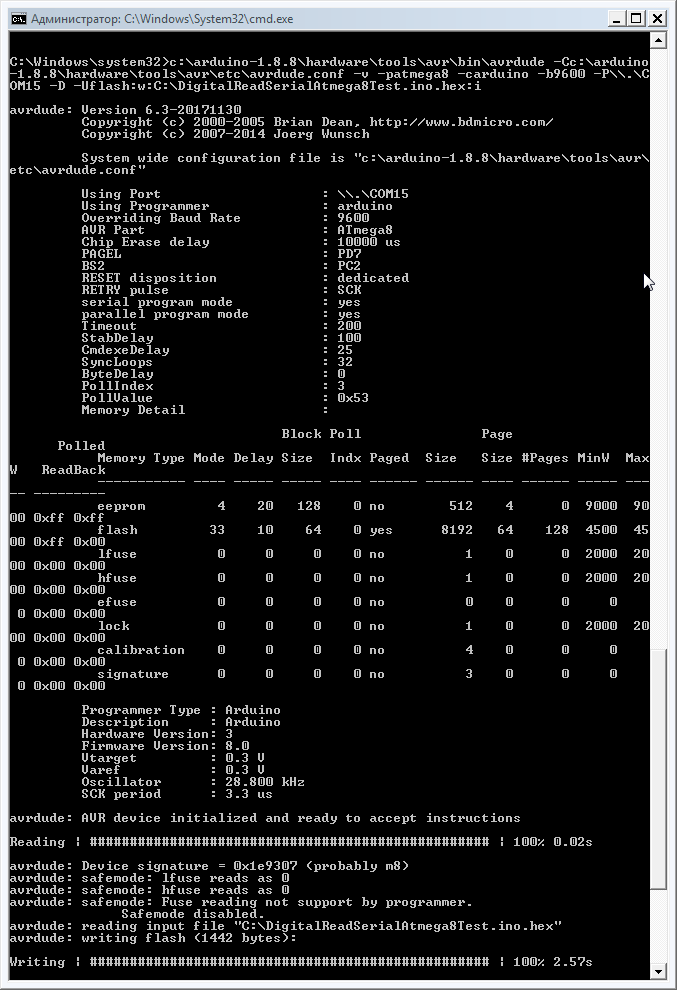 Администратор: C:\Windows\System32\cmd.exe
C:\Windows\system32>c:\arduino-1.8.8\hardware\tools\avr\bin\avrdude -Cc:\arduino
-1.8.8\hardware\tools\avr\etc\avrdude.conf -v -patmega8 -carduino -b9600 -P\\.\C
OM15 -D -Uflash:w:C:\DigitalReadSerialAtmega8Test.ino.hex:i
avrdude: Version 6.3-20171130
Copyright (c) 2000-2005 Brian Dean, http://www.bdmicro.com/
Copyright (c) 2007-2014 Joerg Wunsch
System wide configuration file is "c:\arduino-1.8.8\hardware\tools\avr\
etc\avrdude.conf"
Using Port : \\.\COM15
Using Programmer : arduino
Overriding Baud Rate : 9600
AVR Part : ATmega8
Chip Erase delay : 10000 us
PAGEL : PD7
BS2 : PC2
RESET disposition : dedicated
RETRY pulse : SCK
serial program mode : yes
parallel program mode : yes
Timeout : 200
StabDelay : 100
CmdexeDelay : 25
SyncLoops : 32
ByteDelay : 0
PollIndex : 3
PollValue : 0x53
Memory Detail :
Block Poll Page
Polled
Memory Type Mode Delay Size Indx Paged Size Size #Pages MinW Max
W ReadBack
----------- ---- ----- ----- ---- ------ ------ ---- ------ ----- ----
-- ---------
eeprom 4 20 128 0 no 512 4 0 9000 90
00 0xff 0xff
flash 33 10 64 0 yes 8192 64 128 4500 45
00 0xff 0x00
lfuse 0 0 0 0 no 1 0 0 2000 20
00 0x00 0x00
hfuse 0 0 0 0 no 1 0 0 2000 20
00 0x00 0x00
efuse 0 0 0 0 no 0 0 0 0
0 0x00 0x00
lock 0 0 0 0 no 1 0 0 2000 20
00 0x00 0x00
calibration 0 0 0 0 no 4 0 0 0
0 0x00 0x00
signature 0 0 0 0 no 3 0 0 0
0 0x00 0x00
Programmer Type : Arduino
Description : Arduino
Hardware Version: 3
Firmware Version: 8.0
Vtarget : 0.3 V
Varef : 0.3 V
Oscillator : 28.800 kHz
SCK period : 3.3 us
avrdude: AVR device initialized and ready to accept instructions
Reading | ################################################## | 100% 0.02s
avrdude: Device signature = 0x1e9307 (probably m8)
avrdude: safemode: lfuse reads as 0
avrdude: safemode: hfuse reads as 0
avrdude: safemode: Fuse reading not support by programmer.
Safemode disabled.
avrdude: reading input file "C:\DigitalReadSerialAtmega8Test.ino.hex"
avrdude: writing flash (1442 bytes):
Writing | ################################################## | 100% 2.57s